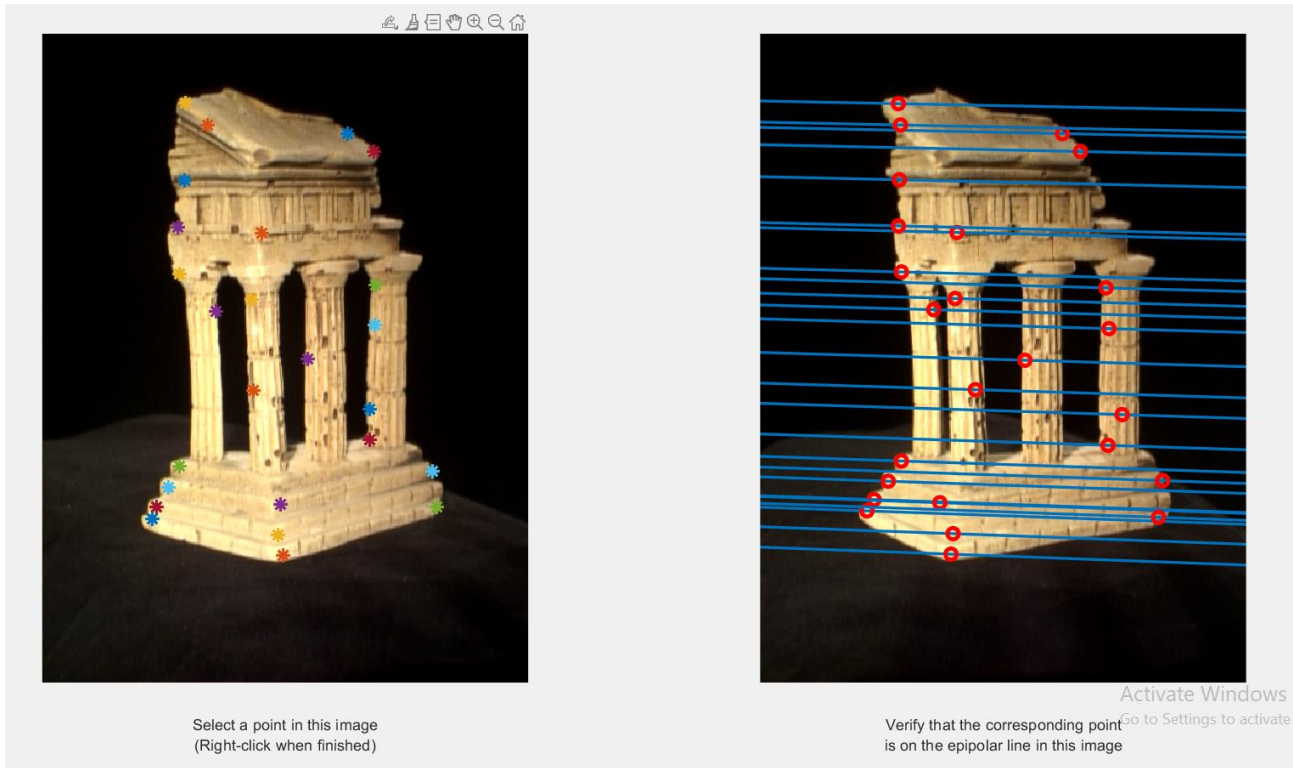 Select a point in this image
(Right-click when finished)
Verify that the corresponding point
is on the epipolar line in this image
Activate Windows
Go to Settings to activate